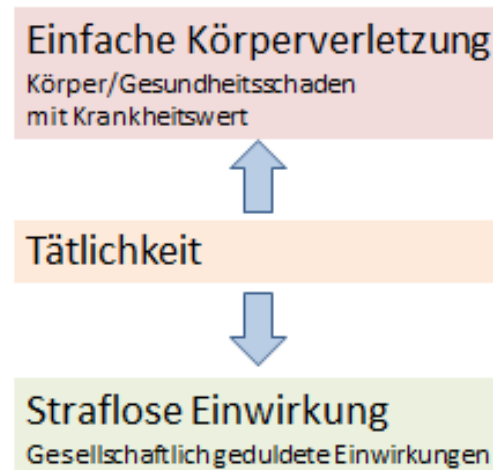 Einfache Körperverletzung
Körper/Gesundheitsschaden
mit Krankheitswert
Tätlichkeit
Straflose Einwirkung
Gesellschaftlich geduldete Einwirkungen